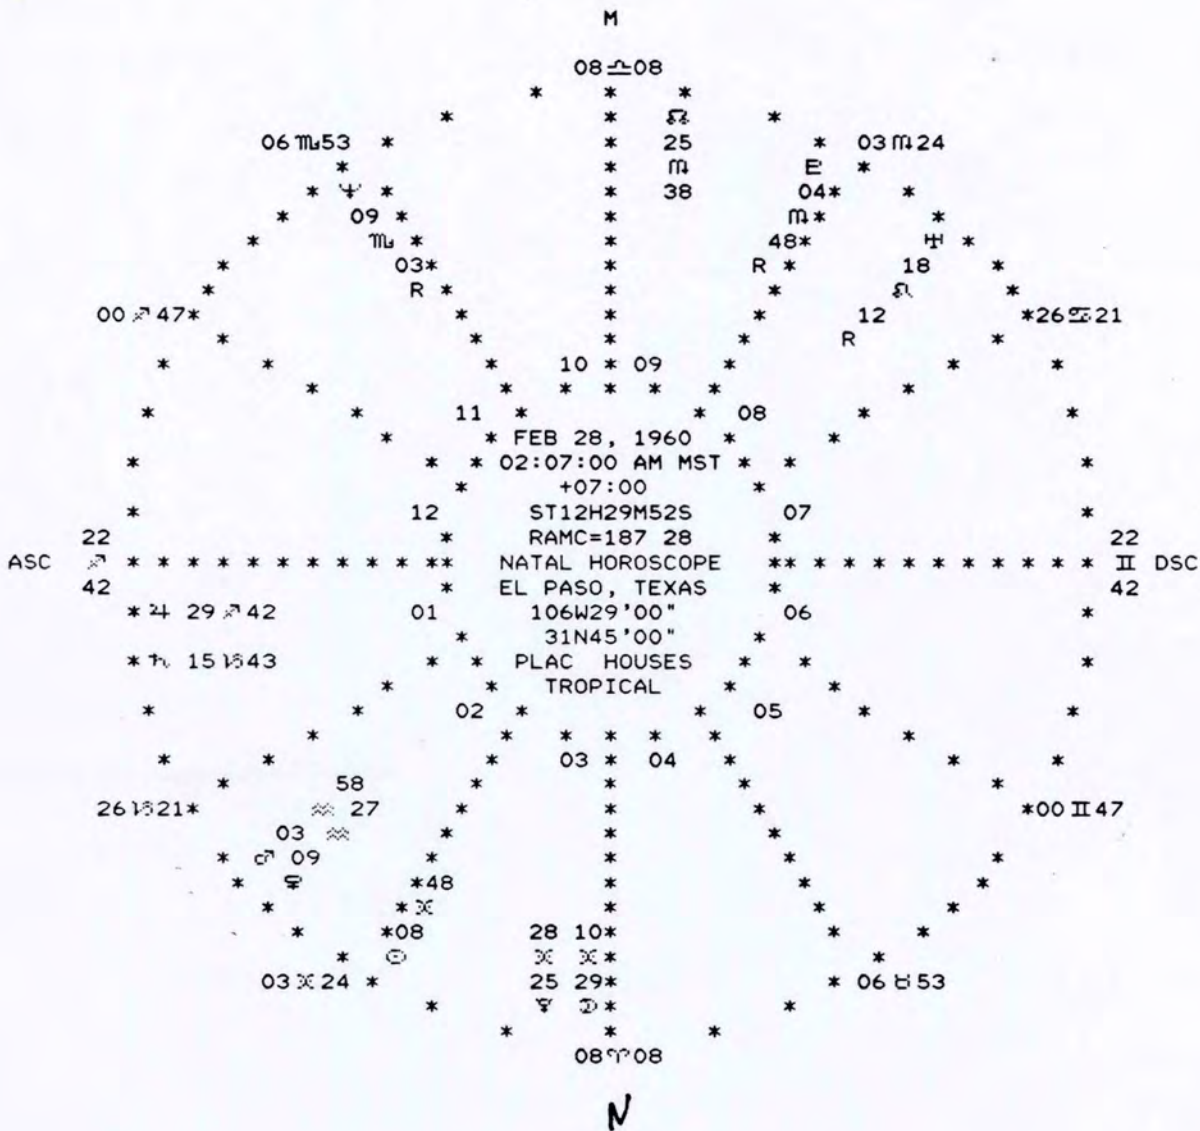 M
08 ♎ 08
☊
06 ♏ 53 25 03 ♍ 24
♍ E
♆ 38 04
09 ♍
♏ 48 ♅
03 R 18
R ♌
00 ♐ 47 12 26 ♋ 21
R
10 09
11 08
FEB 28, 1960
02:07:00 AM MST
+07:00
12 ST12H29M52S 07
22 RAMC=187 28 22
ASC ♐ NATAL HOROSCOPE ♊ DSC
42 EL PASO, TEXAS 42
♃ 29 ♐ 42 01 106W29'00" 06
31N45'00"
♄ 15 ♑ 43 PLAC HOUSES
TROPICAL
02 05
03 04
58
26 ♑ 21 ♒ 27 00 ♊ 47
03 ♒
♂ 09
♀ 48
♓
08 28 10
☉ ♓ ♓
03 ♓ 24 25 29 06 ♉ 53
☿ ☽
08 ♈ 08
N